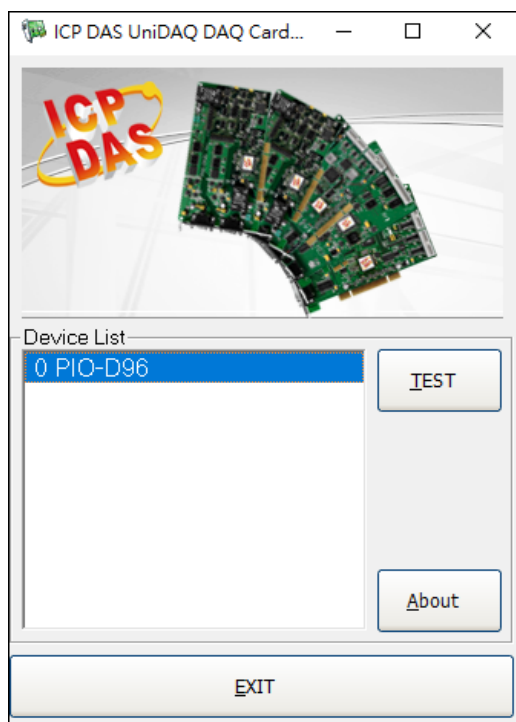 ICP DAS UniDAQ DAQ Card...
ICP
DAS
Device List
0 PIO-D96
TEST
About
EXIT